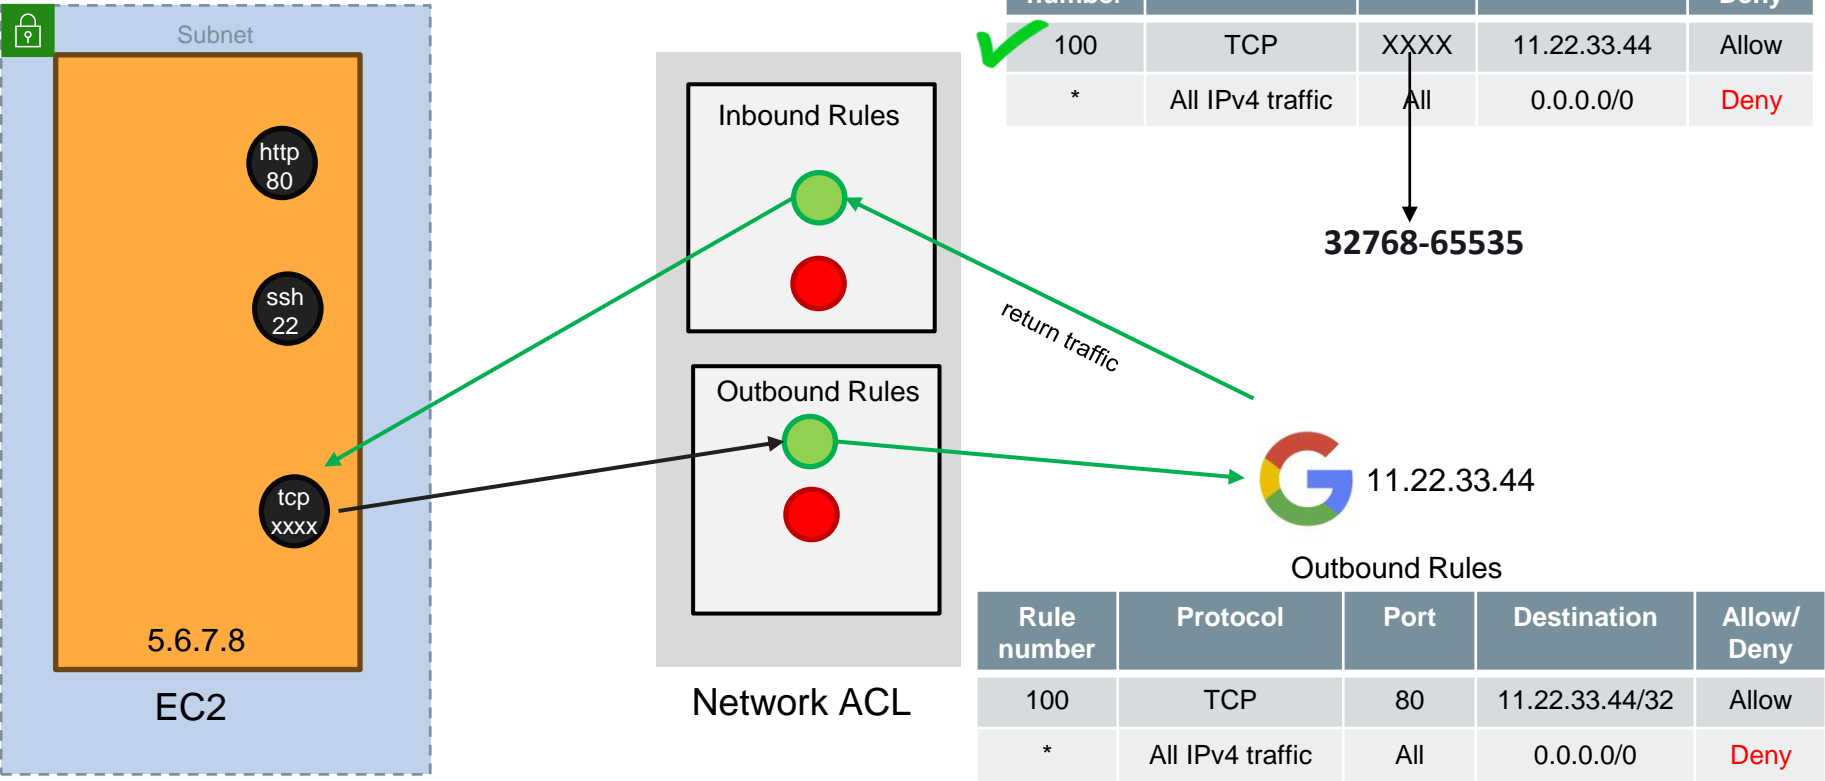 number Deny
100 TCP XXXX 11.22.33.44 Allow
* All IPv4 traffic All 0.0.0.0/0 Deny
32768-65535
Subnet
http
80
ssh
22
tcp
xxxx
5.6.7.8
EC2
Inbound Rules
Outbound Rules
Network ACL
return traffic
11.22.33.44
Outbound Rules
Rule Protocol Port Destination Allow/
number Deny
100 TCP 80 11.22.33.44/32 Allow
* All IPv4 traffic All 0.0.0.0/0 Deny